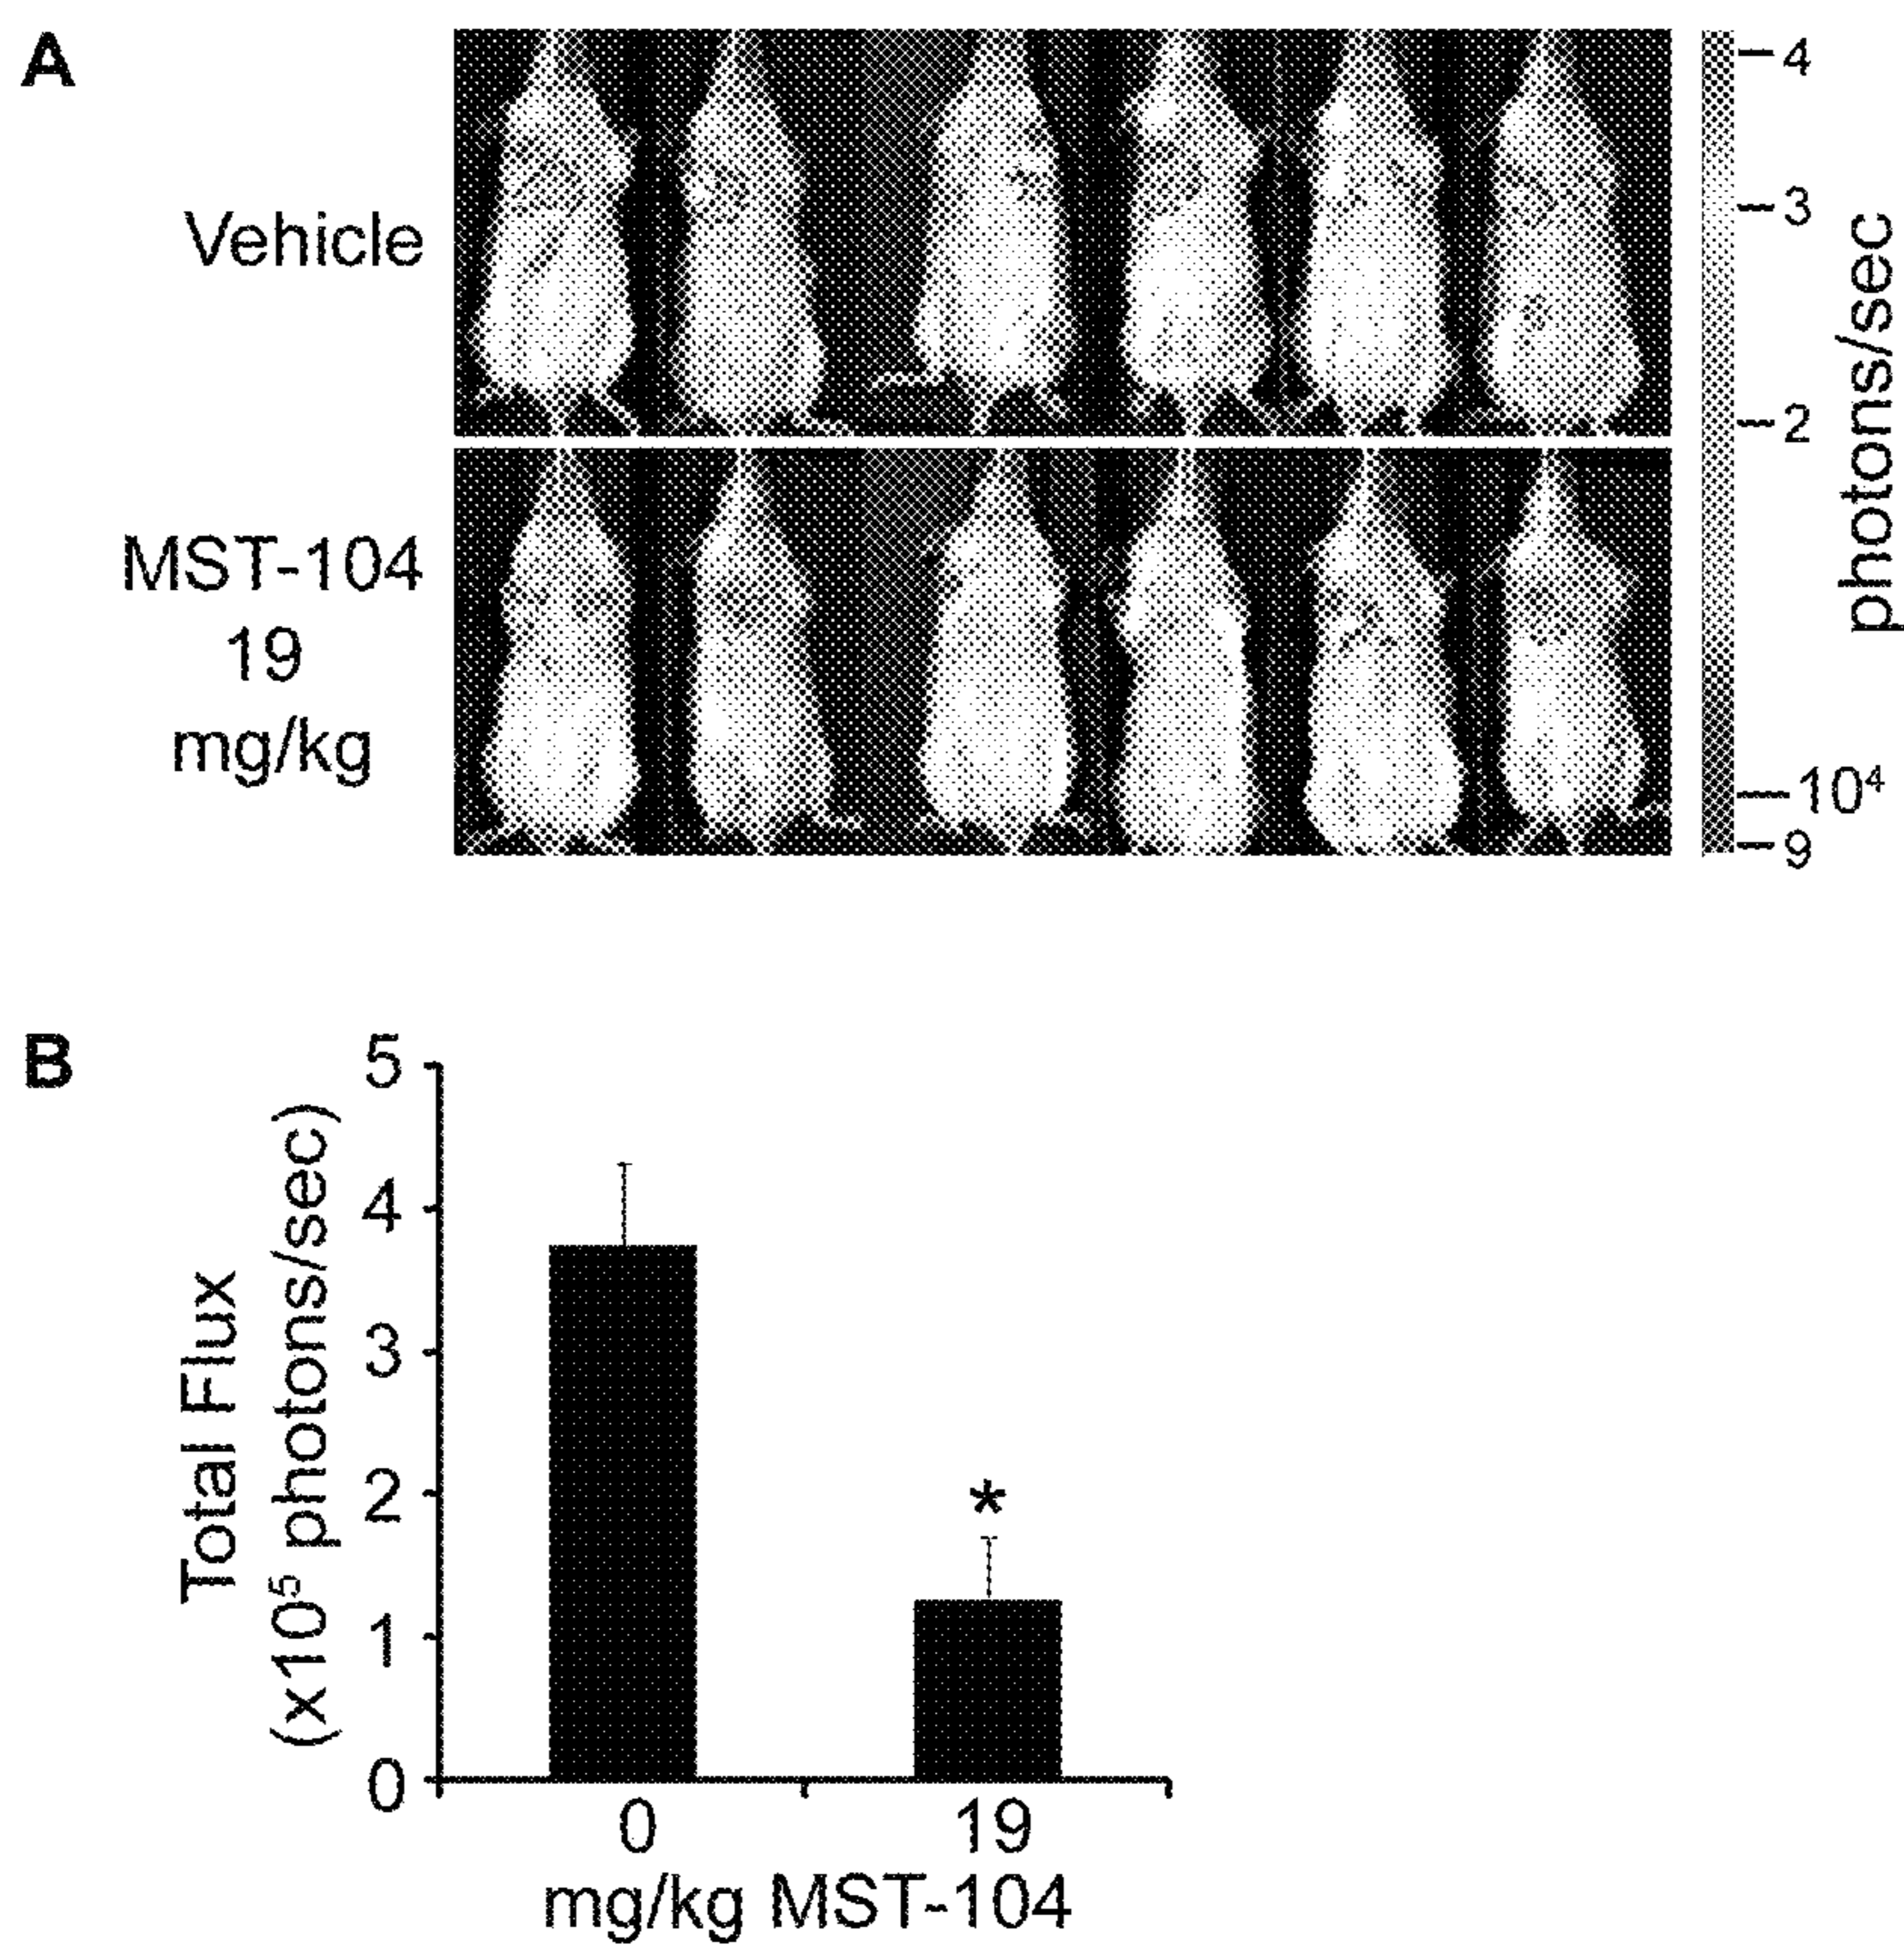 A
Vehicle
MST-104
19
mg/kg
4
3
2
10⁴
9
photons/sec
B
Total Flux
(x10⁵ photons/sec)
5
4
3
2
1
0
*
0
19
mg/kg MST-104